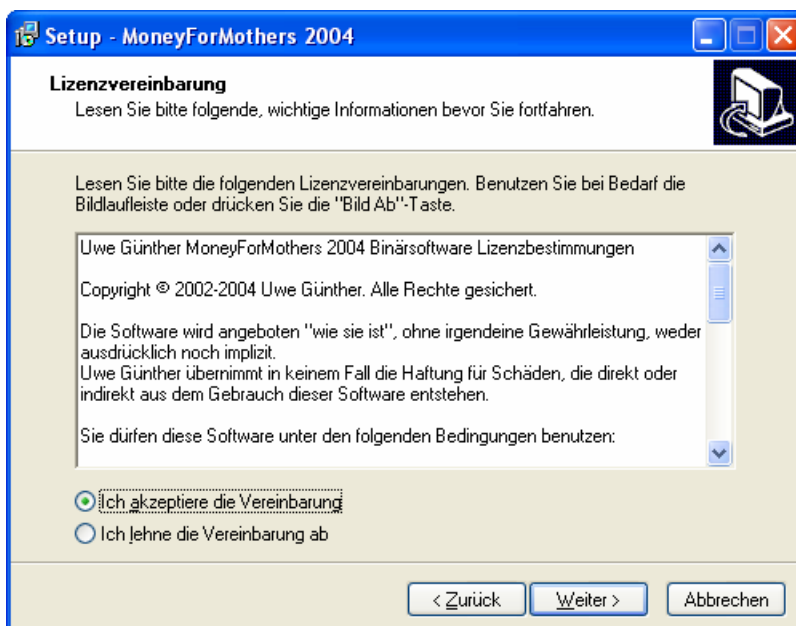 Setup - MoneyForMothers 2004
Lizenzvereinbarung
Lesen Sie bitte folgende, wichtige Informationen bevor Sie fortfahren.
Lesen Sie bitte die folgenden Lizenzvereinbarungen. Benutzen Sie bei Bedarf die
Bildlaufleiste oder drücken Sie die "Bild Ab"-Taste.
Uwe Günther MoneyForMothers 2004 Binärsoftware Lizenzbestimmungen
Copyright © 2002-2004 Uwe Günther. Alle Rechte gesichert.
Die Software wird angeboten "wie sie ist", ohne irgendeine Gewährleistung, weder
ausdrücklich noch implizit.
Uwe Günther übernimmt in keinem Fall die Haftung für Schäden, die direkt oder
indirekt aus dem Gebrauch dieser Software entstehen.
Sie dürfen diese Software unter den folgenden Bedingungen benutzen:
Ich akzeptiere die Vereinbarung
Ich lehne die Vereinbarung ab
< Zurück Weiter > Abbrechen